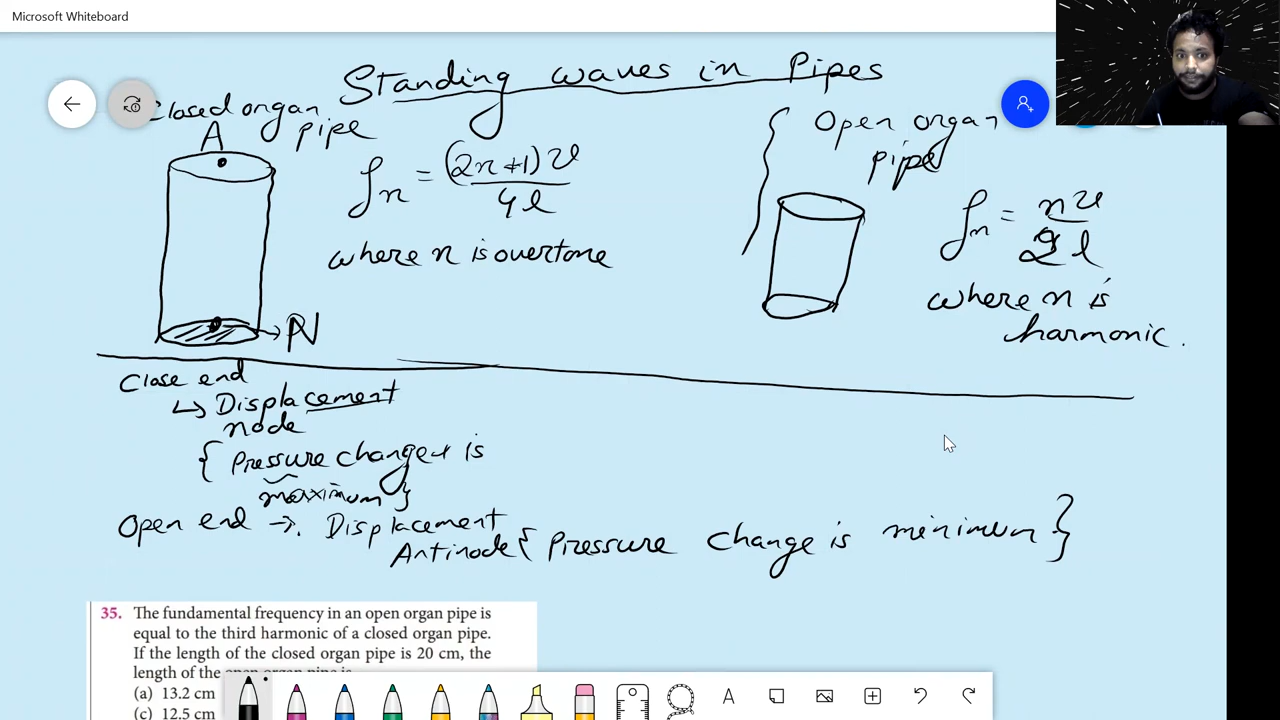 Microsoft Whiteboard
Standing waves in Pipes
Closed organ pipe
A
fn = (2n+1)v / 4l
where n is overtone
N
Open organ pipe
fn = nv / 2l
where n is
harmonic.
Close end
↳ Displacement
node
{ Pressure change is
maximum }
Open end → Displacement
Antinode { Pressure change is minimum }
35. The fundamental frequency in an open organ pipe is
equal to the third harmonic of a closed organ pipe.
If the length of the closed organ pipe is 20 cm, the
length of the
(a) 13.2 cm
(c) 12.5 cm
A